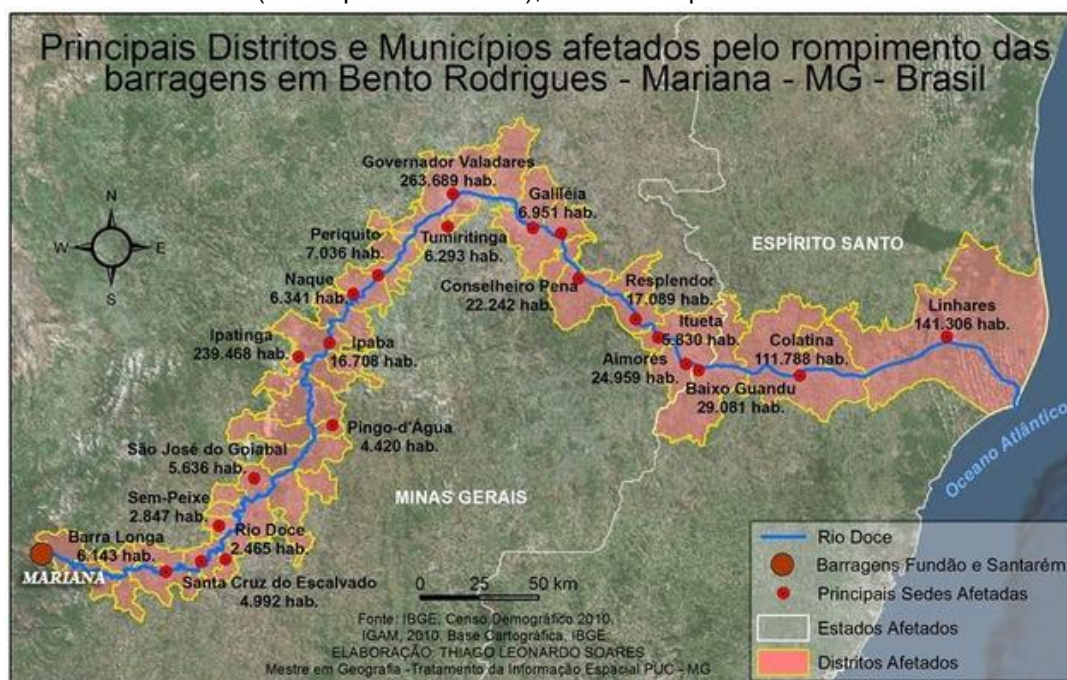 Principais Distritos e Municípios afetados pelo rompimento das
barragens em Bento Rodrigues - Mariana - MG - Brasil
Governador Valadares
263.689 hab.
Galiléia
6.951 hab.
N
W
E
S
Periquito
7.036 hab.
Tumiritinga
6.293 hab.
ESPÍRITO SANTO
Naque
6.341 hab.
Conselheiro Pena
22.242 hab.
Resplendor
17.089 hab.
Linhares
141.306 hab.
Ipatinga
239.468 hab.
Ipaba
16.708 hab.
Itueta
5.830 hab.
Colatina
111.788 hab.
Aimorés
24.959 hab.
Baixo Guandu
29.081 hab.
Pingo-d'Água
4.420 hab.
São José do Goiabal
5.636 hab.
Oceano Atlântico
MINAS GERAIS
Sem-Peixe
2.847 hab.
Barra Longa
6.143 hab.
Rio Doce
2.465 hab.
MARIANA
Santa Cruz do Escalvado
4.992 hab.
0 25 50 km
Fonte: IBGE, Censo Demográfico 2010.
IGAM, 2010. Base Cartográfica, IBGE.
ELABORAÇÃO: THIAGO LEONARDO SOARES
Mestre em Geografia -Tratamento da Informação Espacial PUC - MG
Rio Doce
Barragens Fundão e Santarém
Principais Sedes Afetadas
Estados Afetados
Distritos Afetados